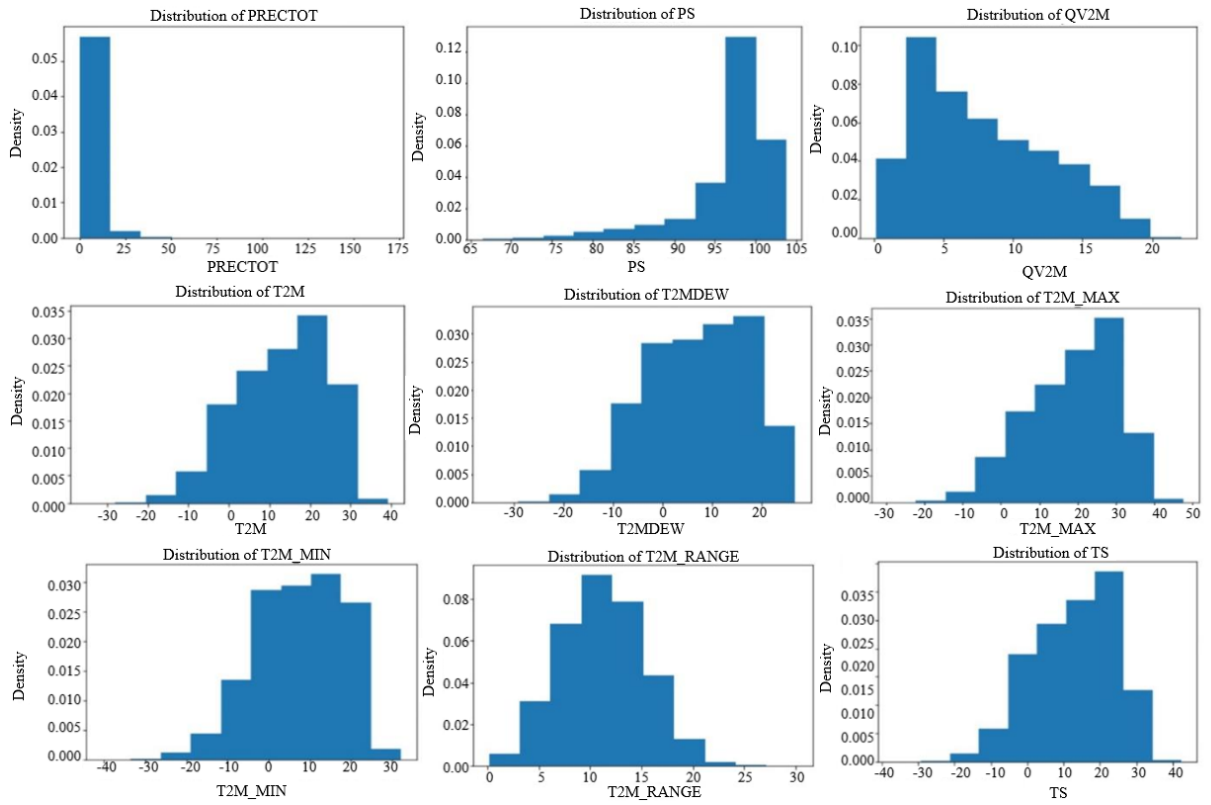 Distribution of PRECTOT
Density
0.05
0.04
0.03
0.02
0.01
0.00
0 25 50 75 100 125 150 175
PRECTOT
Distribution of PS
Density
0.12
0.10
0.08
0.06
0.04
0.02
0.00
65 70 75 80 85 90 95 100 105
PS
Distribution of QV2M
Density
0.10
0.08
0.06
0.04
0.02
0.00
0 5 10 15 20
QV2M
Distribution of T2M
Density
0.035
0.030
0.025
0.020
0.015
0.010
0.005
0.000
-30 -20 -10 0 10 20 30 40
T2M
Distribution of T2MDEW
Density
0.030
0.025
0.020
0.015
0.010
0.005
0.000
-30 -20 -10 0 10 20
T2MDEW
Distribution of T2M_MAX
Density
0.035
0.030
0.025
0.020
0.015
0.010
0.005
0.000
-30 -20 -10 0 10 20 30 40 50
T2M_MAX
Distribution of T2M_MIN
Density
0.030
0.025
0.020
0.015
0.010
0.005
0.000
-40 -30 -20 -10 0 10 20 30
T2M_MIN
Distribution of T2M_RANGE
Density
0.08
0.06
0.04
0.02
0.00
0 5 10 15 20 25 30
T2M_RANGE
Distribution of TS
Density
0.035
0.030
0.025
0.020
0.015
0.010
0.005
0.000
-40 -30 -20 -10 0 10 20 30 40
TS